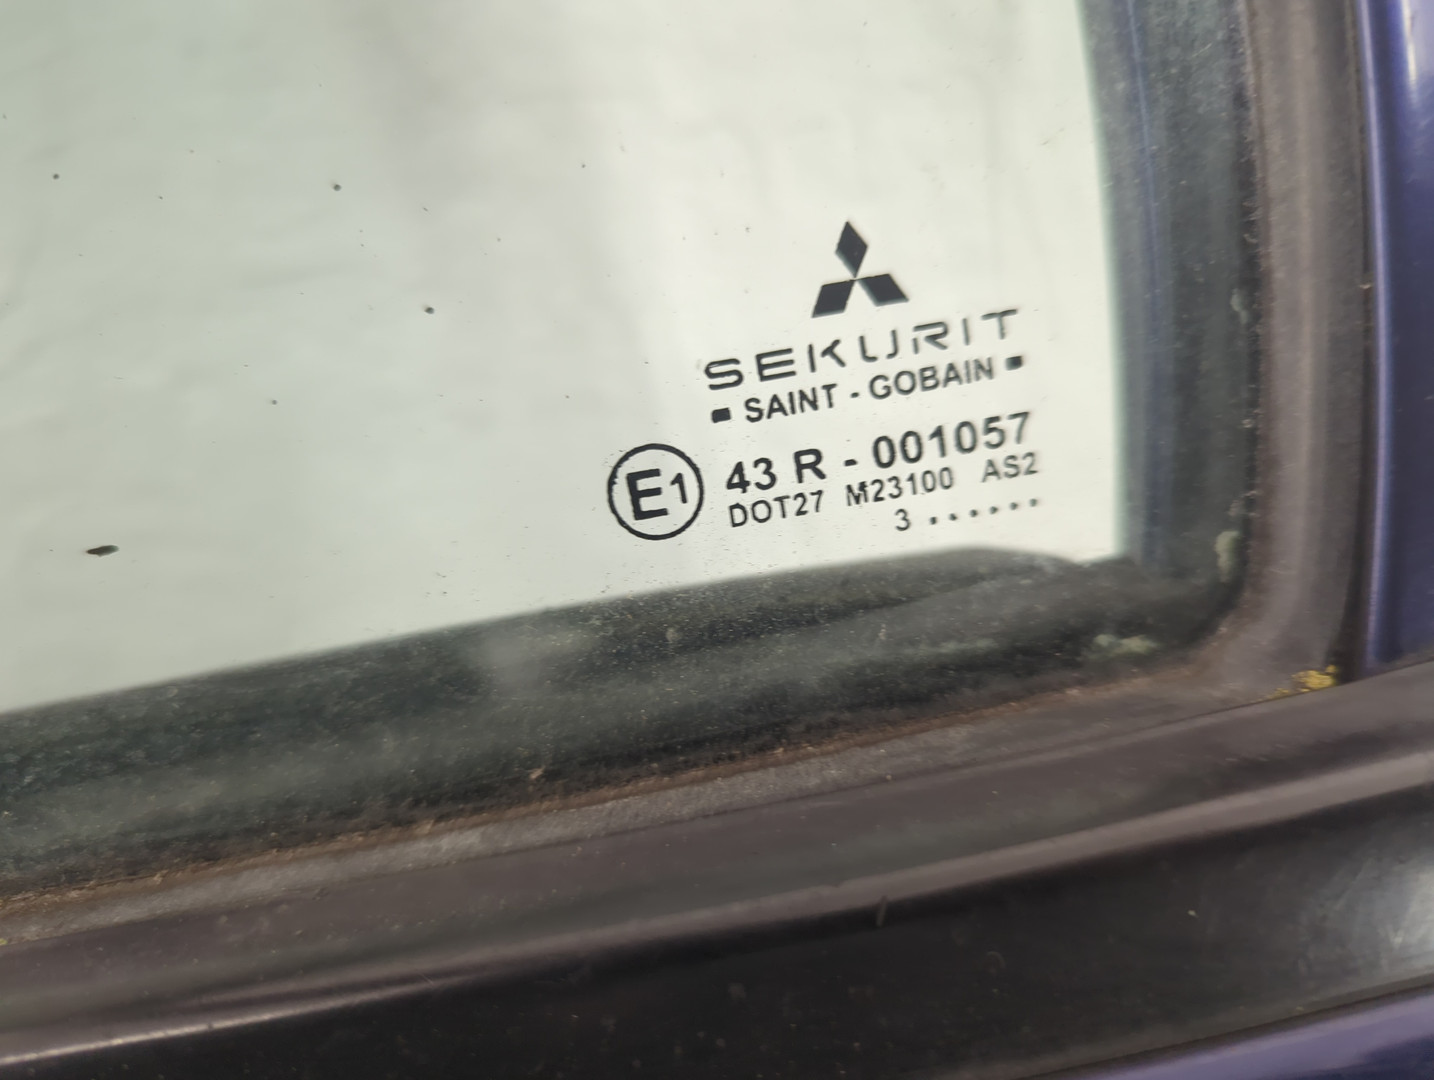 SEKURIT
▪ SAINT - GOBAIN ▪
E1 43 R - 001057
DOT27 M23100 AS2
3 . . . . . .